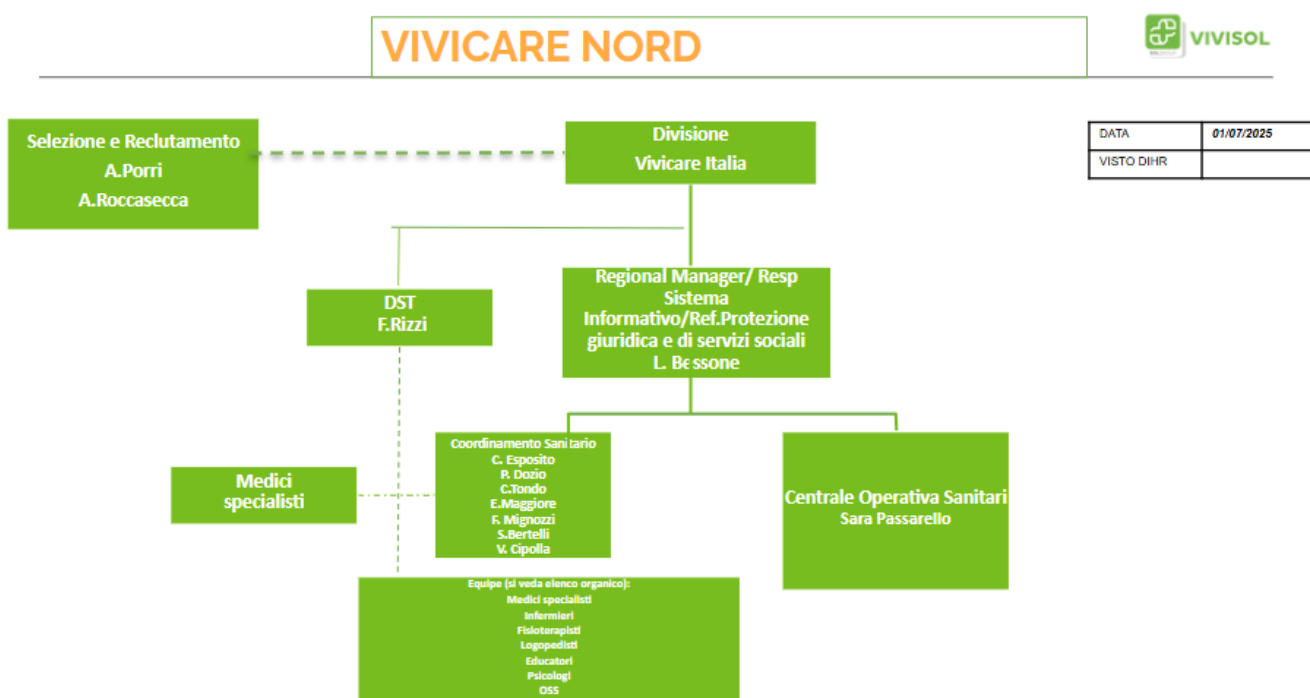 VIVICARE NORD
VIVISOL
Selezione e Reclutamento
A.Porri
A.Roccasecca
Divisione
Vivicare Italia
DATA 01/07/2025
VISTO DIHR
DST
F.Rizzi
Regional Manager/ Resp
Sistema
Informativo/Ref.Protezione
giuridica e di servizi sociali
L. Bessone
Medici
specialisti
Coordinamento Sanitario
C. Esposito
P. Dozio
C.Tondo
E.Maggiore
F. Mignozzi
S.Bertelli
V. Cipolla
Centrale Operativa Sanitari
Sara Passarello
Equipe (si veda elenco organico):
Medici specialisti
Infermieri
Fisioterapisti
Logopedisti
Educatori
Psicologi
OSS